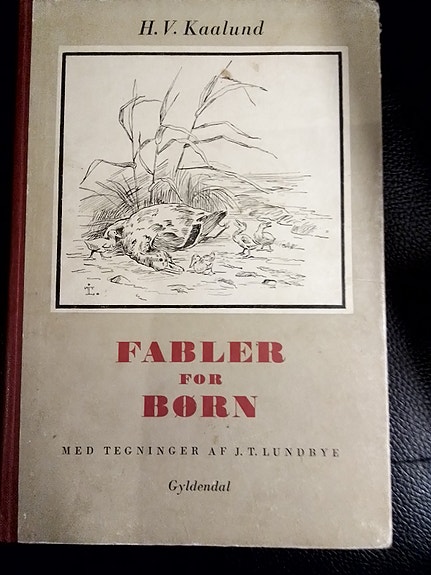 H. V. Kaalund
L.
FABLER
FOR
BØRN
MED TEGNINGER AF J. T. LUNDBYE
Gyldendal